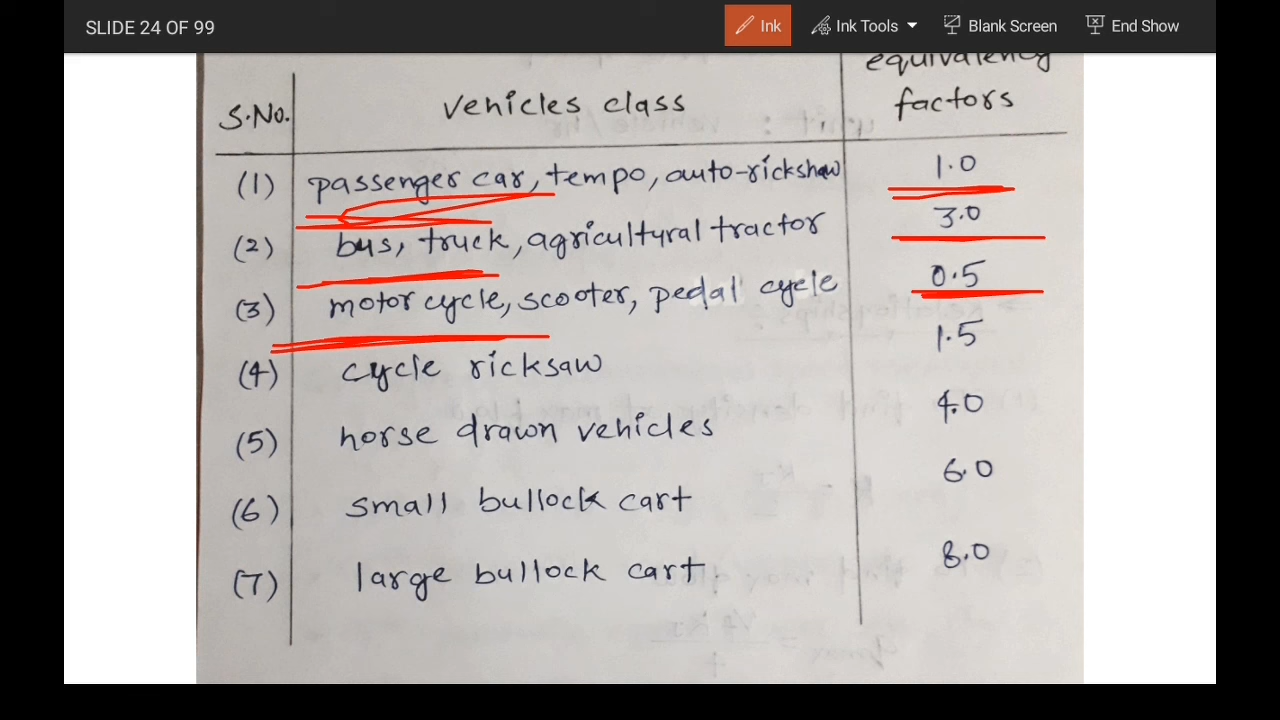 SLIDE 24 OF 99 Ink Ink Tools Blank Screen End Show
equivalency
S.No. vehicles class factors
(1) passenger car, tempo, auto-rickshaw 1.0
(2) bus, truck, agricultural tractor 3.0
(3) motor cycle, scooter, pedal cycle 0.5
(4) cycle ricksaw 1.5
(5) horse drawn vehicles 4.0
(6) small bullock cart 6.0
(7) large bullock cart 8.0